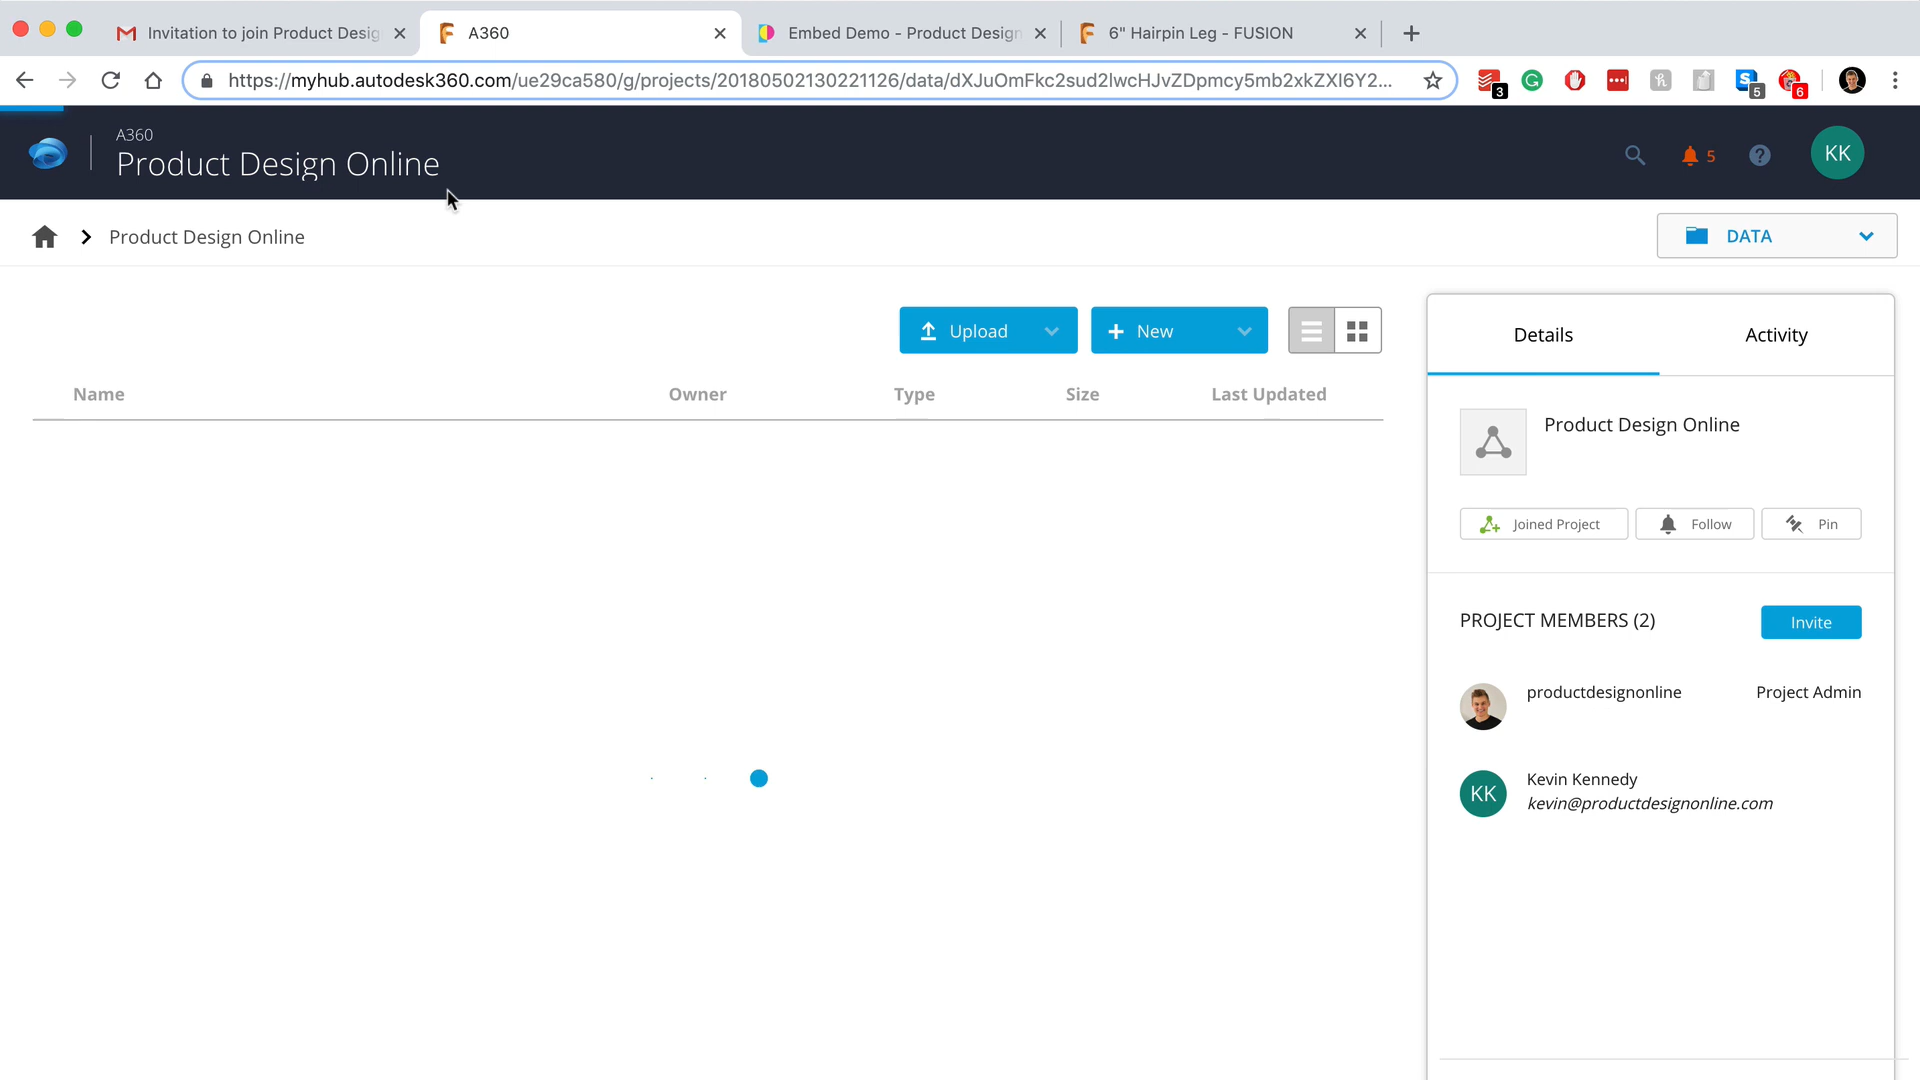 Invitation to join Product Desig
A360
Embed Demo - Product Design
6" Hairpin Leg - FUSION
https://myhub.autodesk360.com/ue29ca580/g/projects/20180502130221126/data/dXJuOmFkc2sud2lwcHJvZDpmcy5mb2xkZXI6Y2...
3
5
6
A360
Product Design Online
5
KK
Product Design Online
DATA
Upload
New
Name Owner Type Size Last Updated
Details
Activity
Product Design Online
Joined Project
Follow
Pin
PROJECT MEMBERS (2)
Invite
productdesignonline
Project Admin
KK
Kevin Kennedy
kevin@productdesignonline.com